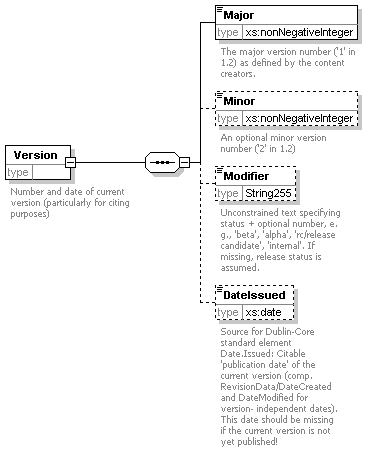 Major
type xs:nonNegativeInteger
The major version number ('1' in
1.2) as defined by the content
creators.
Minor
type xs:nonNegativeInteger
An optional minor version
number ('2' in 1.2)
Version
type
Number and date of current
version (particularly for citing
purposes)
Modifier
type String255
Unconstrained text specifying
status + optional number, e.
g., 'beta', 'alpha', 'rc/release
candidate', 'internal'. If
missing, release status is
assumed.
DateIssued
type xs:date
Source for Dublin-Core
standard element
Date.Issued: Citable
'publication date' of the
current version (comp.
RevisionData/DateCreated
and DateModified for
version- independent dates).
This date should be missing
if the current version is not
yet published!